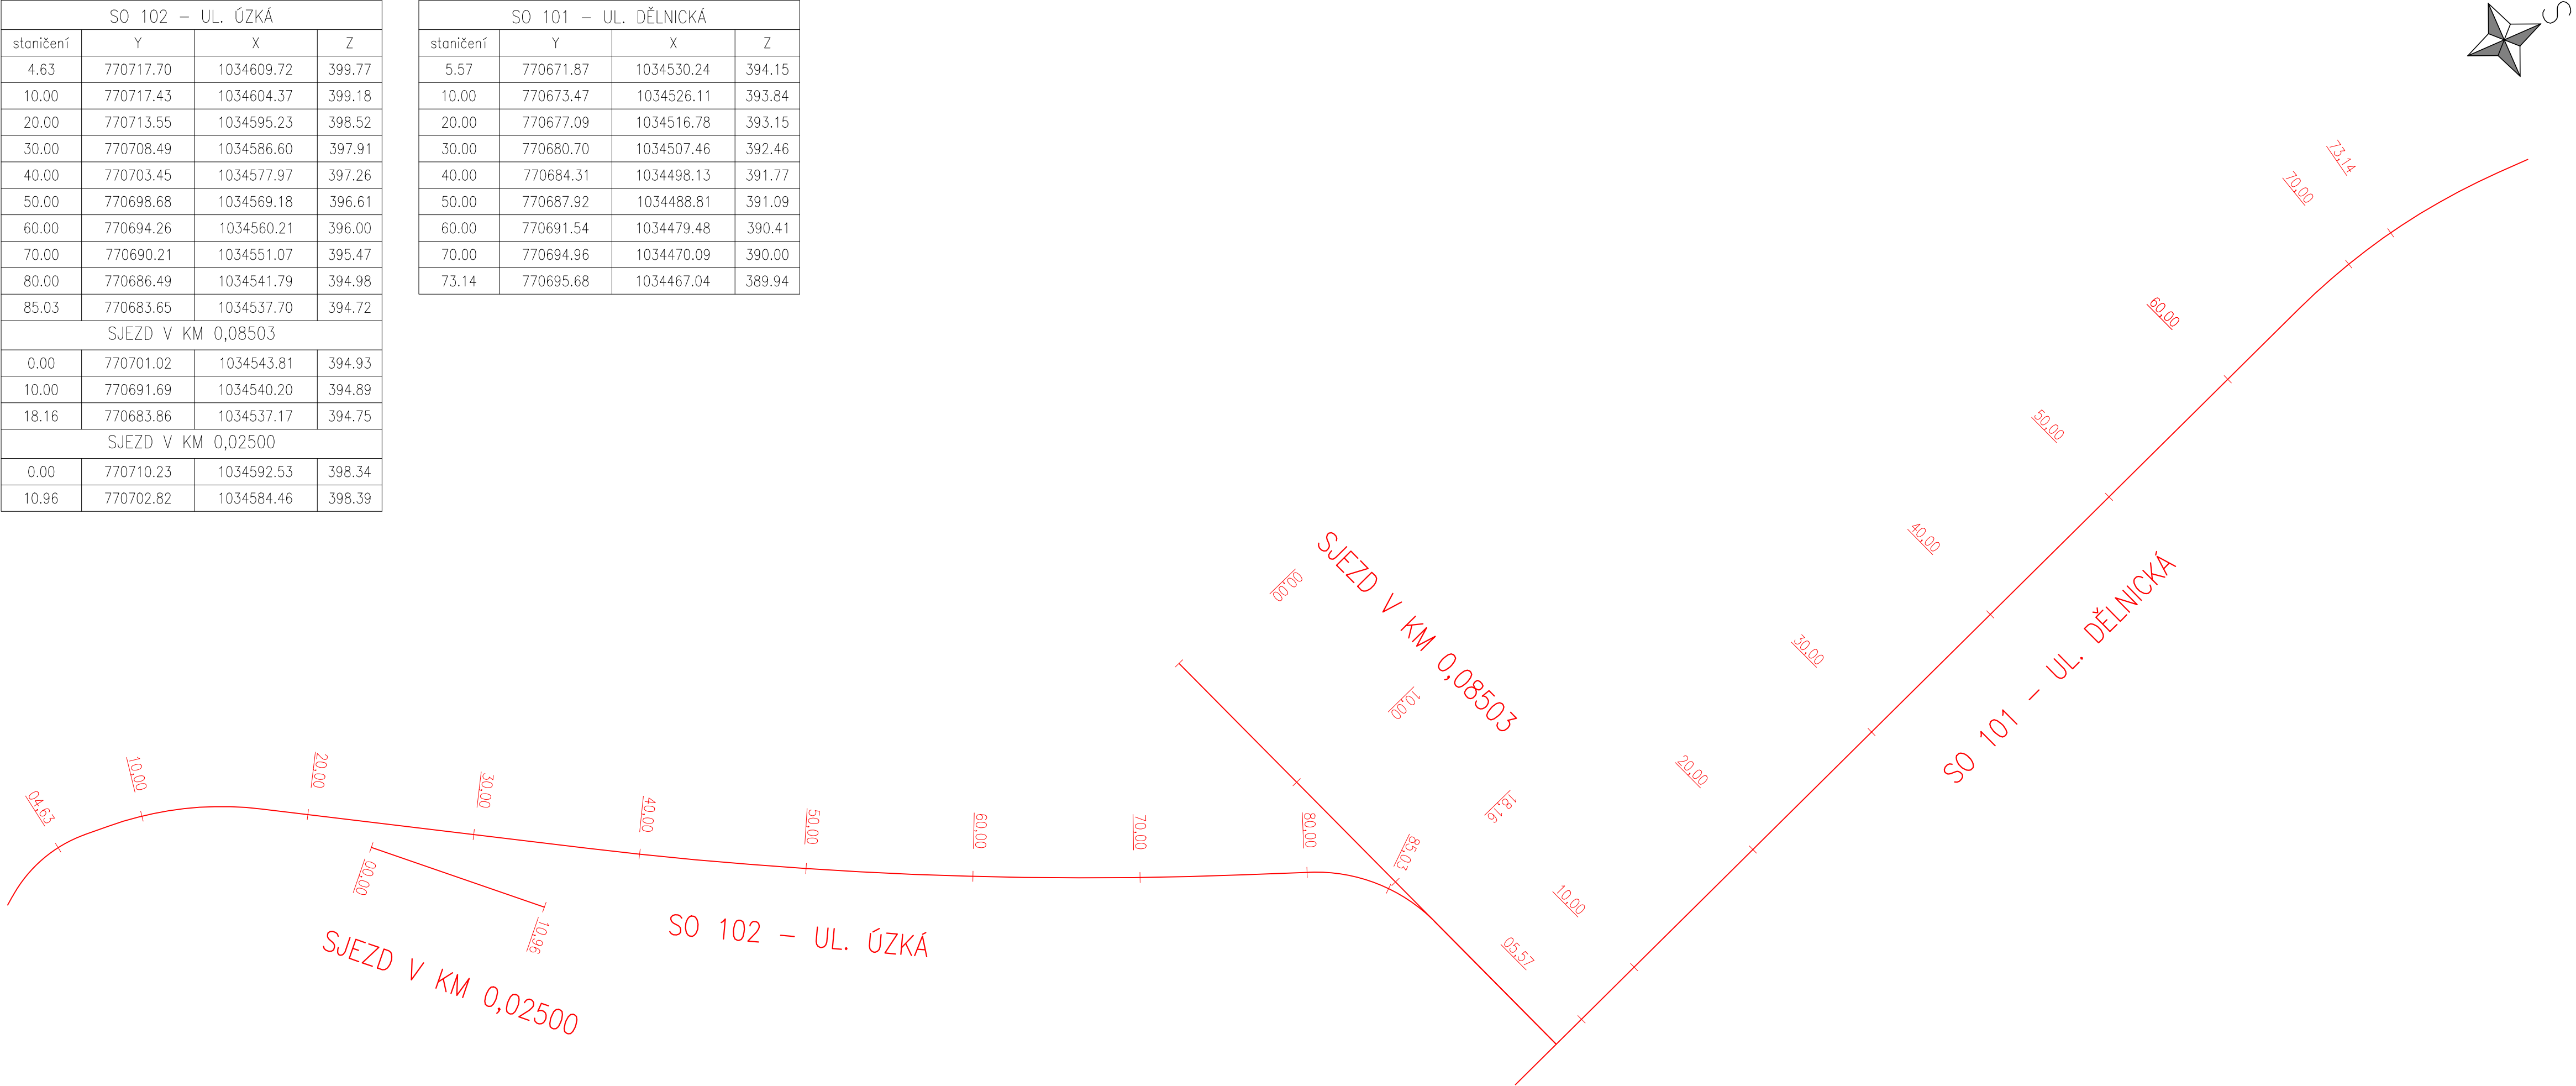 SO 102 – UL. ÚZKÁ
staničení Y X Z
4.63 770717.70 1034609.72 399.77
10.00 770717.43 1034604.37 399.18
20.00 770713.55 1034595.23 398.52
30.00 770708.49 1034586.60 397.91
40.00 770703.45 1034577.97 397.26
50.00 770698.68 1034569.18 396.61
60.00 770694.26 1034560.21 396.00
70.00 770690.21 1034551.07 395.47
80.00 770686.49 1034541.79 394.98
85.03 770683.65 1034537.70 394.72
SJEZD V KM 0,08503
0.00 770701.02 1034543.81 394.93
10.00 770691.69 1034540.20 394.89
18.16 770683.86 1034537.17 394.75
SJEZD V KM 0,02500
0.00 770710.23 1034592.53 398.34
10.96 770702.82 1034584.46 398.39
SO 101 – UL. DĚLNICKÁ
staničení Y X Z
5.57 770671.87 1034530.24 394.15
10.00 770673.47 1034526.11 393.84
20.00 770677.09 1034516.78 393.15
30.00 770680.70 1034507.46 392.46
40.00 770684.31 1034498.13 391.77
50.00 770687.92 1034488.81 391.09
60.00 770691.54 1034479.48 390.41
70.00 770694.96 1034470.09 390.00
73.14 770695.68 1034467.04 389.94
S
73,14
70,00
60,00
50,00
40,00
30,00
20,00
10,00
05,57
SO 101 – UL. DĚLNICKÁ
SJEZD V KM 0,08503
00,00
10,00
18,16
04,63
10,00
20,00
30,00
40,00
50,00
60,00
70,00
80,00
85,03
SO 102 – UL. ÚZKÁ
00,00
10,96
SJEZD V KM 0,02500